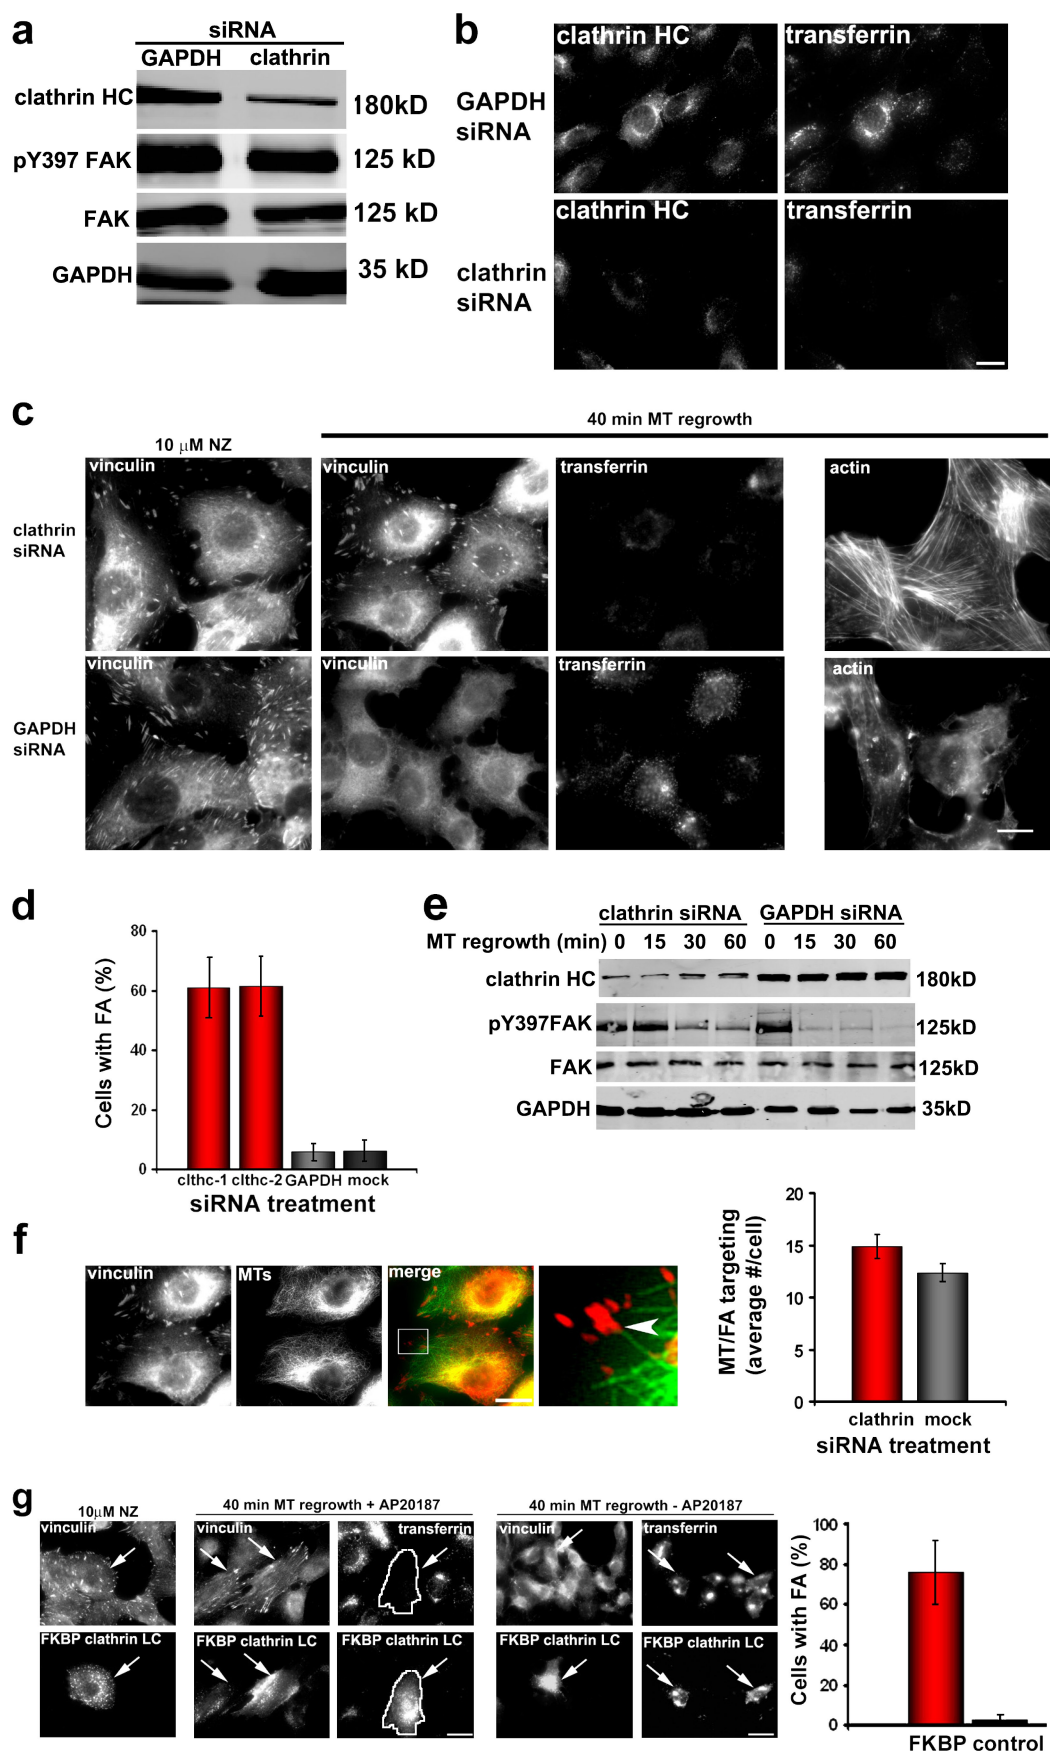 a
siRNA
GAPDH clathrin
clathrin HC
180kD
pY397 FAK
125 kD
FAK
125 kD
GAPDH
35 kD
b
clathrin HC
transferrin
GAPDH
siRNA
clathrin HC
transferrin
clathrin
siRNA
c
40 min MT regrowth
10 μM NZ
vinculin
vinculin
transferrin
actin
clathrin
siRNA
vinculin
vinculin
transferrin
actin
GAPDH
siRNA
d
Cells with FA (%)
80
60
40
20
0
clthc-1 clthc-2 GAPDH mock
siRNA treatment
e
clathrin siRNA GAPDH siRNA
MT regrowth (min) 0 15 30 60 0 15 30 60
clathrin HC
180kD
pY397FAK
125kD
FAK
125kD
GAPDH
35kD
f
vinculin
MTs
merge
MT/FA targeting
(average #/cell)
20
15
10
5
0
clathrin mock
siRNA treatment
g
10μM NZ
40 min MT regrowth + AP20187
40 min MT regrowth - AP20187
vinculin
vinculin
transferrin
vinculin
transferrin
FKBP clathrin LC
FKBP clathrin LC
FKBP clathrin LC
FKBP clathrin LC
FKBP clathrin LC
Cells with FA (%)
100
80
60
40
20
0
FKBP control